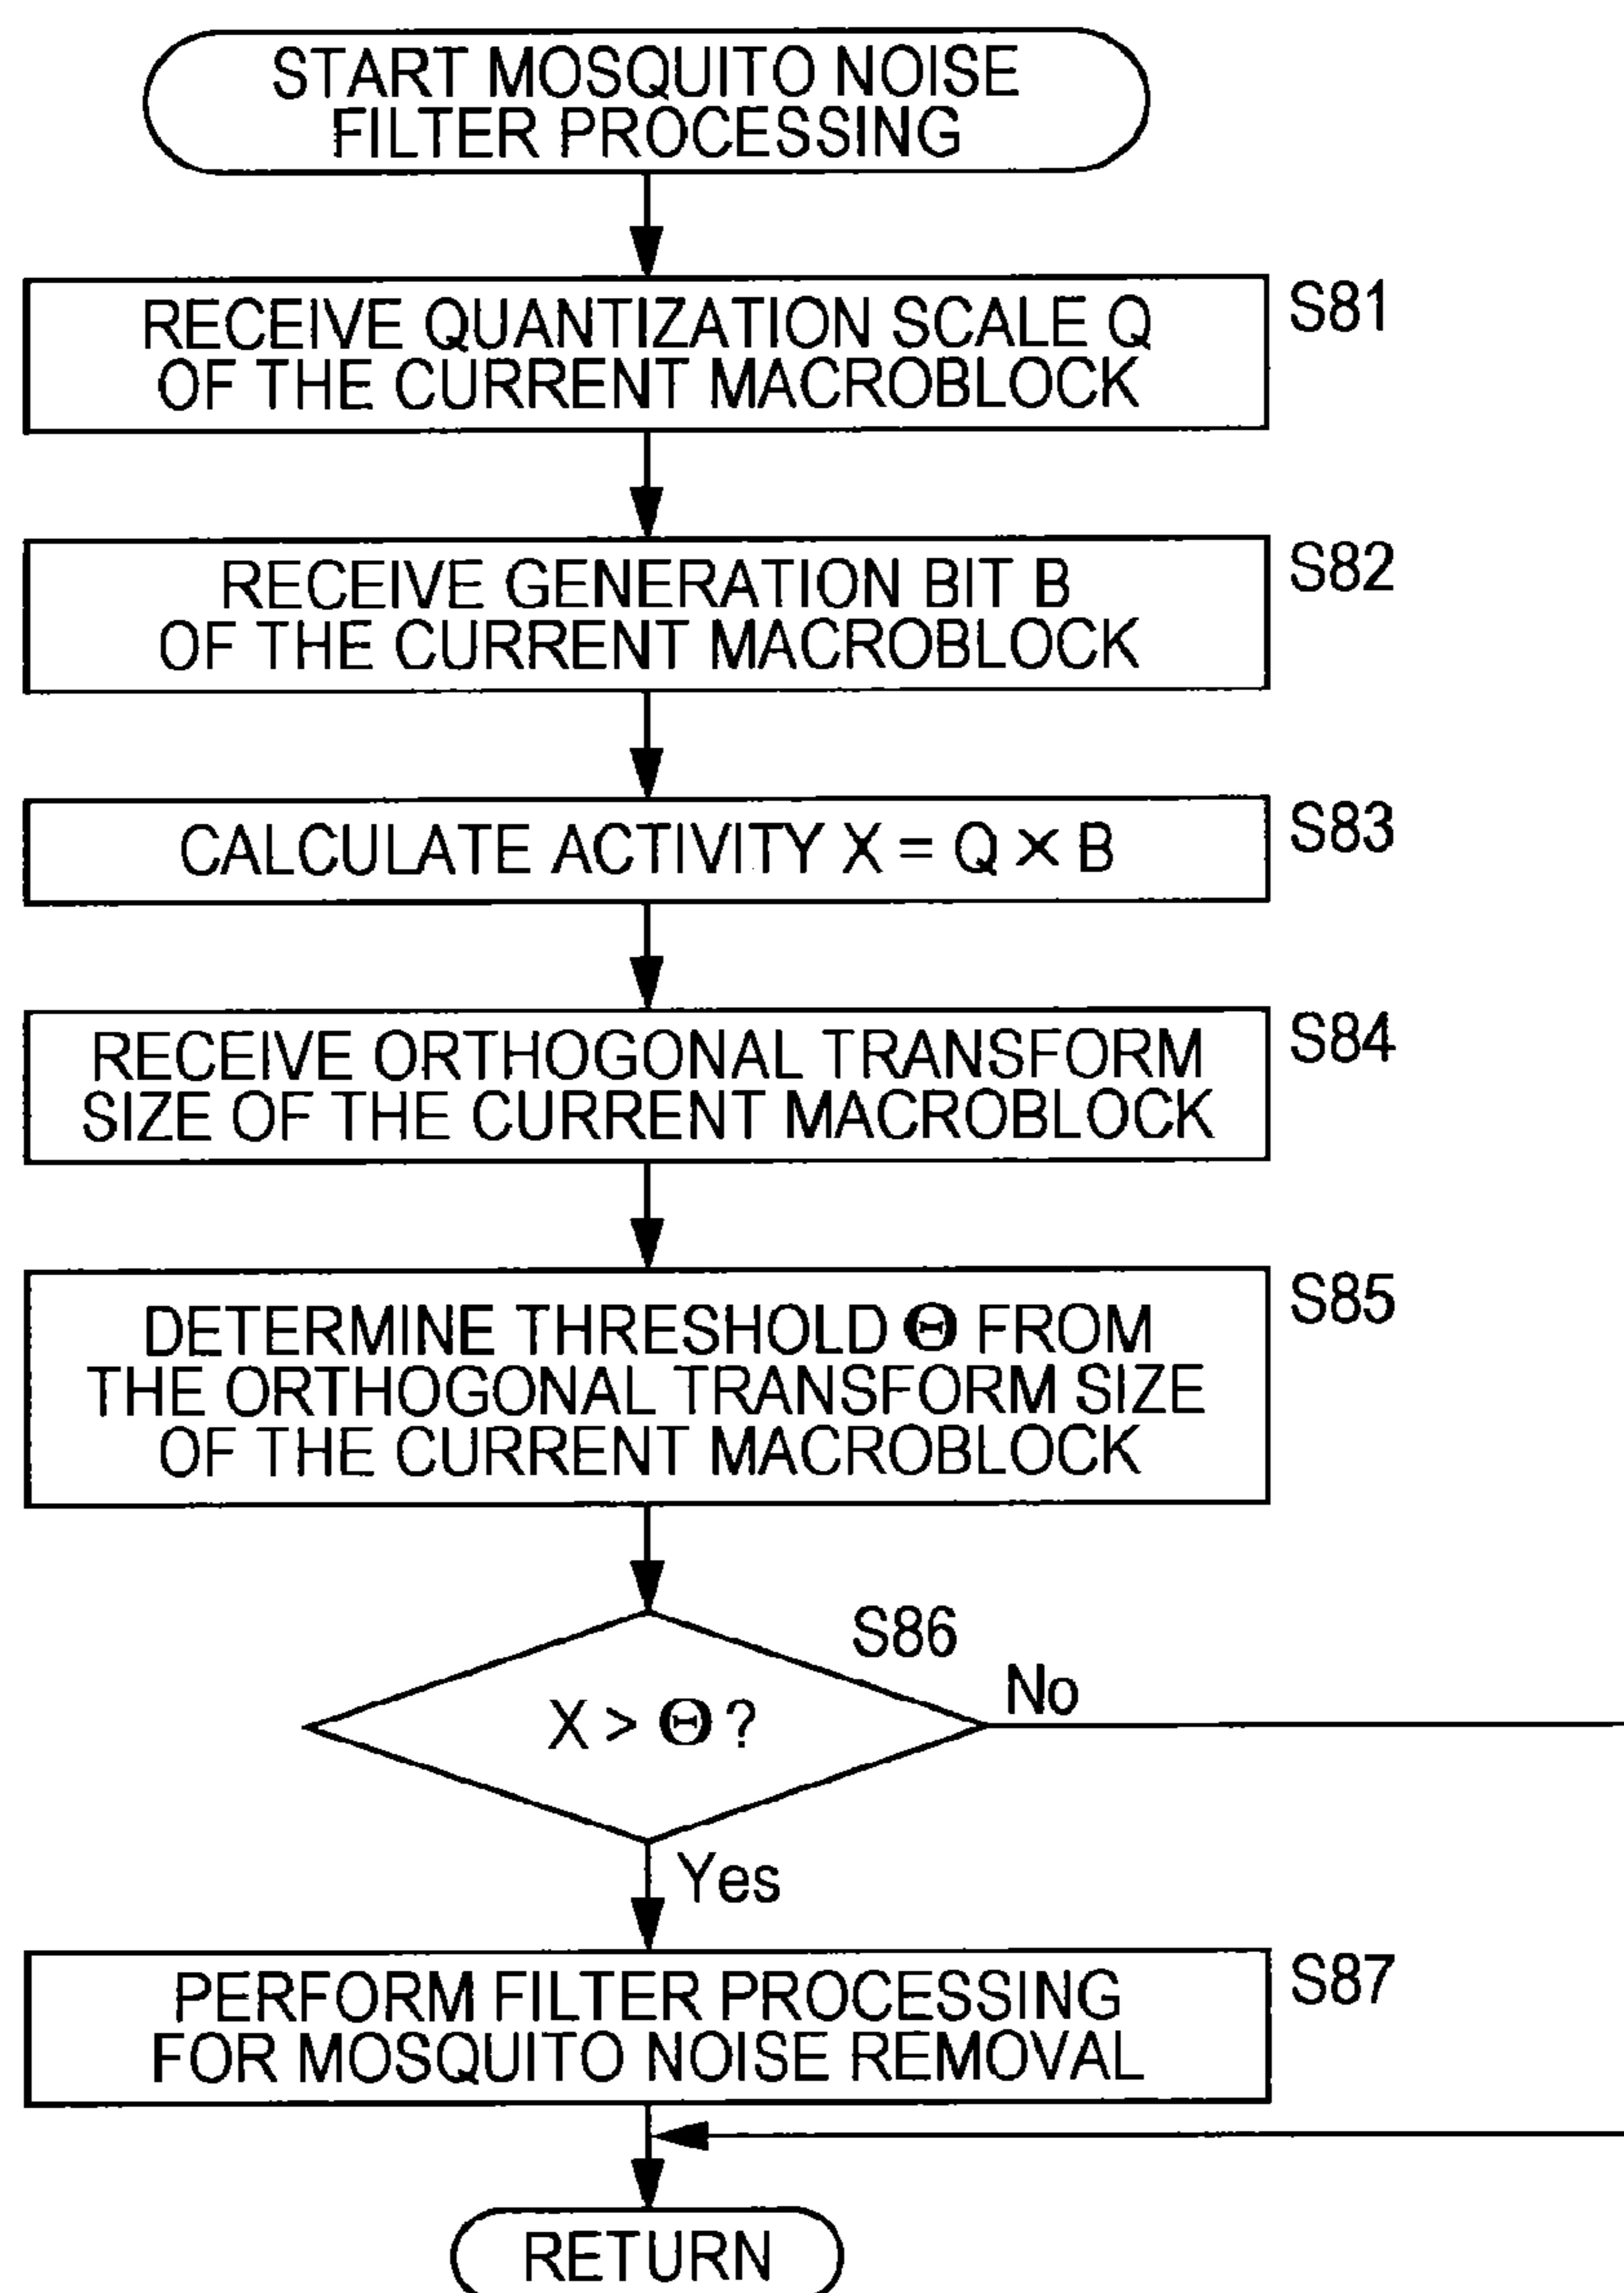 START MOSQUITO NOISE
FILTER PROCESSING
RECEIVE QUANTIZATION SCALE Q
OF THE CURRENT MACROBLOCK
S81
RECEIVE GENERATION BIT B
OF THE CURRENT MACROBLOCK
S82
CALCULATE ACTIVITY X = Q × B
S83
RECEIVE ORTHOGONAL TRANSFORM
SIZE OF THE CURRENT MACROBLOCK
S84
DETERMINE THRESHOLD Θ FROM
THE ORTHOGONAL TRANSFORM SIZE
OF THE CURRENT MACROBLOCK
S85
S86
X > Θ ?
No
Yes
PERFORM FILTER PROCESSING
FOR MOSQUITO NOISE REMOVAL
S87
RETURN